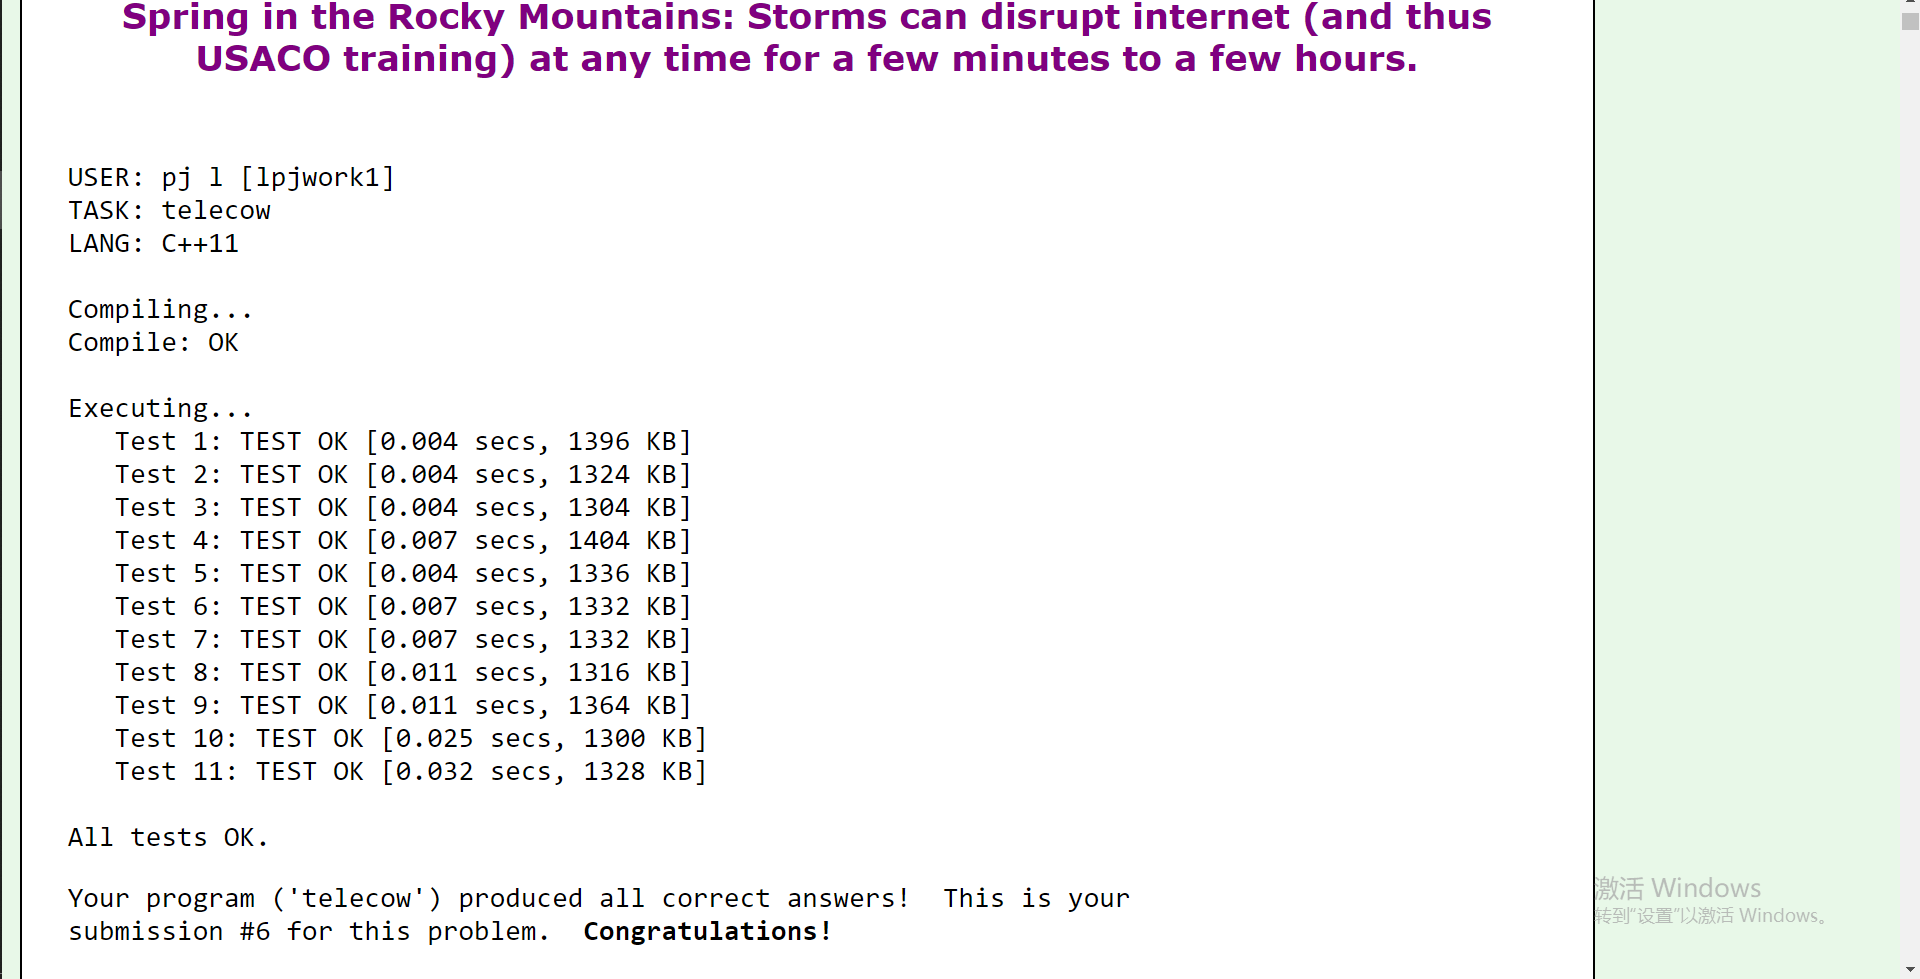 Spring in the Rocky Mountains: Storms can disrupt internet (and thus
USACO training) at any time for a few minutes to a few hours.
USER: pj l [lpjwork1]
TASK: telecow
LANG: C++11
Compiling...
Compile: OK
Executing...
Test 1: TEST OK [0.004 secs, 1396 KB]
Test 2: TEST OK [0.004 secs, 1324 KB]
Test 3: TEST OK [0.004 secs, 1304 KB]
Test 4: TEST OK [0.007 secs, 1404 KB]
Test 5: TEST OK [0.004 secs, 1336 KB]
Test 6: TEST OK [0.007 secs, 1332 KB]
Test 7: TEST OK [0.007 secs, 1332 KB]
Test 8: TEST OK [0.011 secs, 1316 KB]
Test 9: TEST OK [0.011 secs, 1364 KB]
Test 10: TEST OK [0.025 secs, 1300 KB]
Test 11: TEST OK [0.032 secs, 1328 KB]
All tests OK.
Your program ('telecow') produced all correct answers!  This is your
submission #6 for this problem.  Congratulations!
激活 Windows
转到“设置”以激活 Windows。